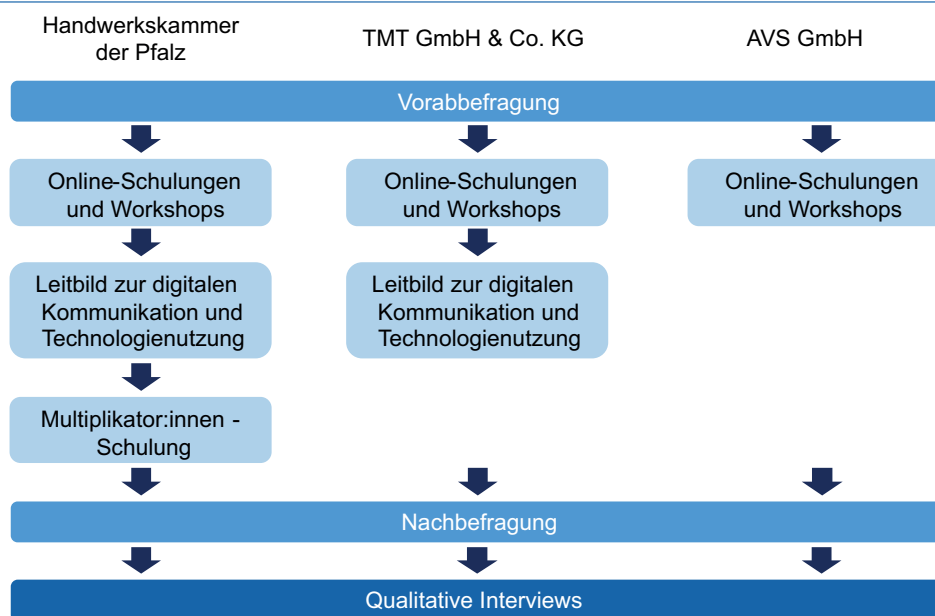 Handwerkskammer
der Pfalz
TMT GmbH & Co. KG
AVS GmbH
Vorabbefragung
Online-Schulungen
und Workshops
Online-Schulungen
und Workshops
Online-Schulungen
und Workshops
Leitbild zur digitalen
Kommunikation und
Technologienutzung
Leitbild zur digitalen
Kommunikation und
Technologienutzung
Multiplikator:innen -
Schulung
Nachbefragung
Qualitative Interviews